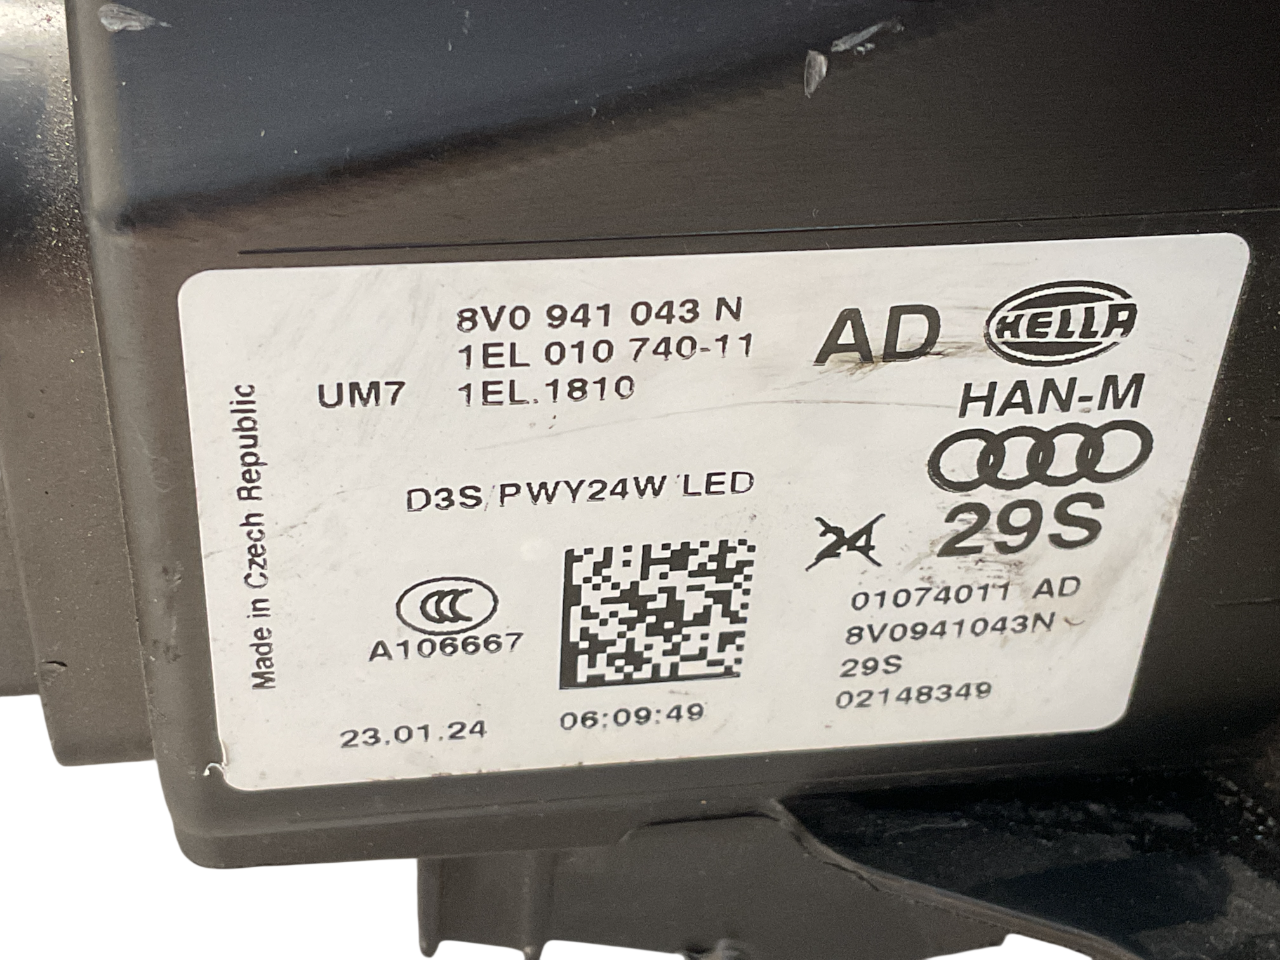 8V0 941 043 N
1EL 010 740-11
UM7 1EL.1810
AD
HELLA
HAN-M
Made in Czech Republic
D3S PWY24W LED
24
29S
CCC
A106667
01074011 AD
8V0941043N
29S
02148349
23.01.24
06:09:49